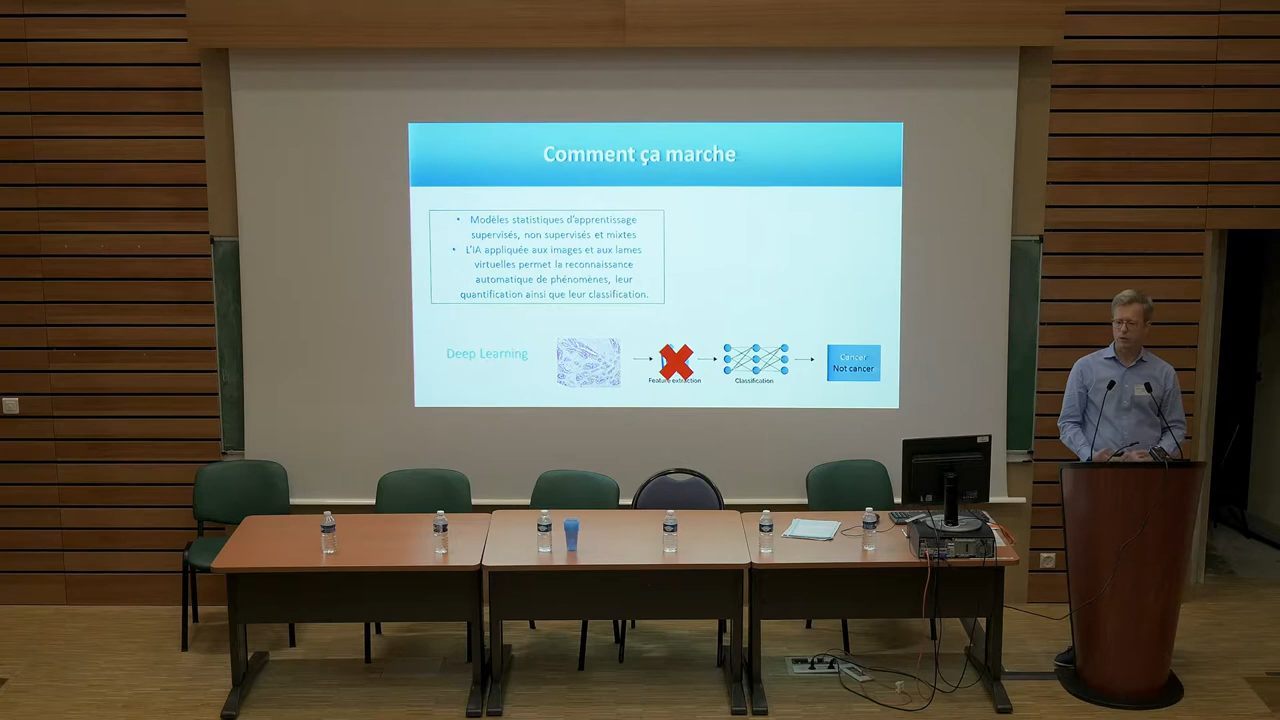 Comment ça marche
• Modèles statistiques d'apprentissage
supervisés, non supervisés et mixtes
• L'IA appliquée aux images et aux lames
virtuelles permet la reconnaissance
automatique de phénomènes, leur
quantification ainsi que leur classification.
Deep Learning
Feature extraction
Classification
Cancer
Not cancer